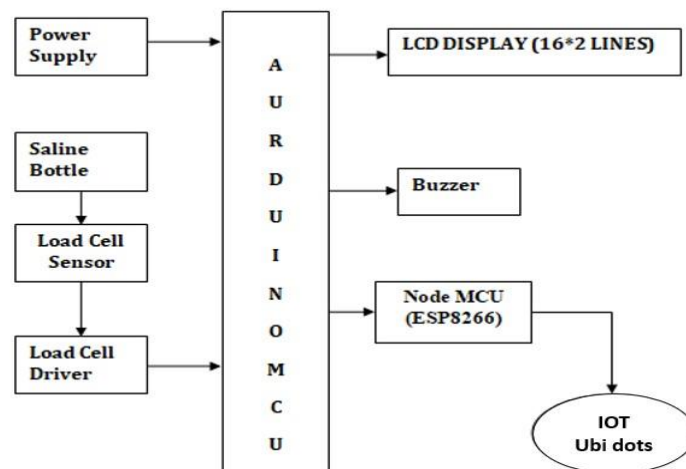 Power
Supply
LCD DISPLAY (16*2 LINES)
A
U
R
D
U
I
N
O
M
C
U
Saline
Bottle
Buzzer
Load Cell
Sensor
Node MCU
(ESP8266)
Load Cell
Driver
IOT
Ubi dots